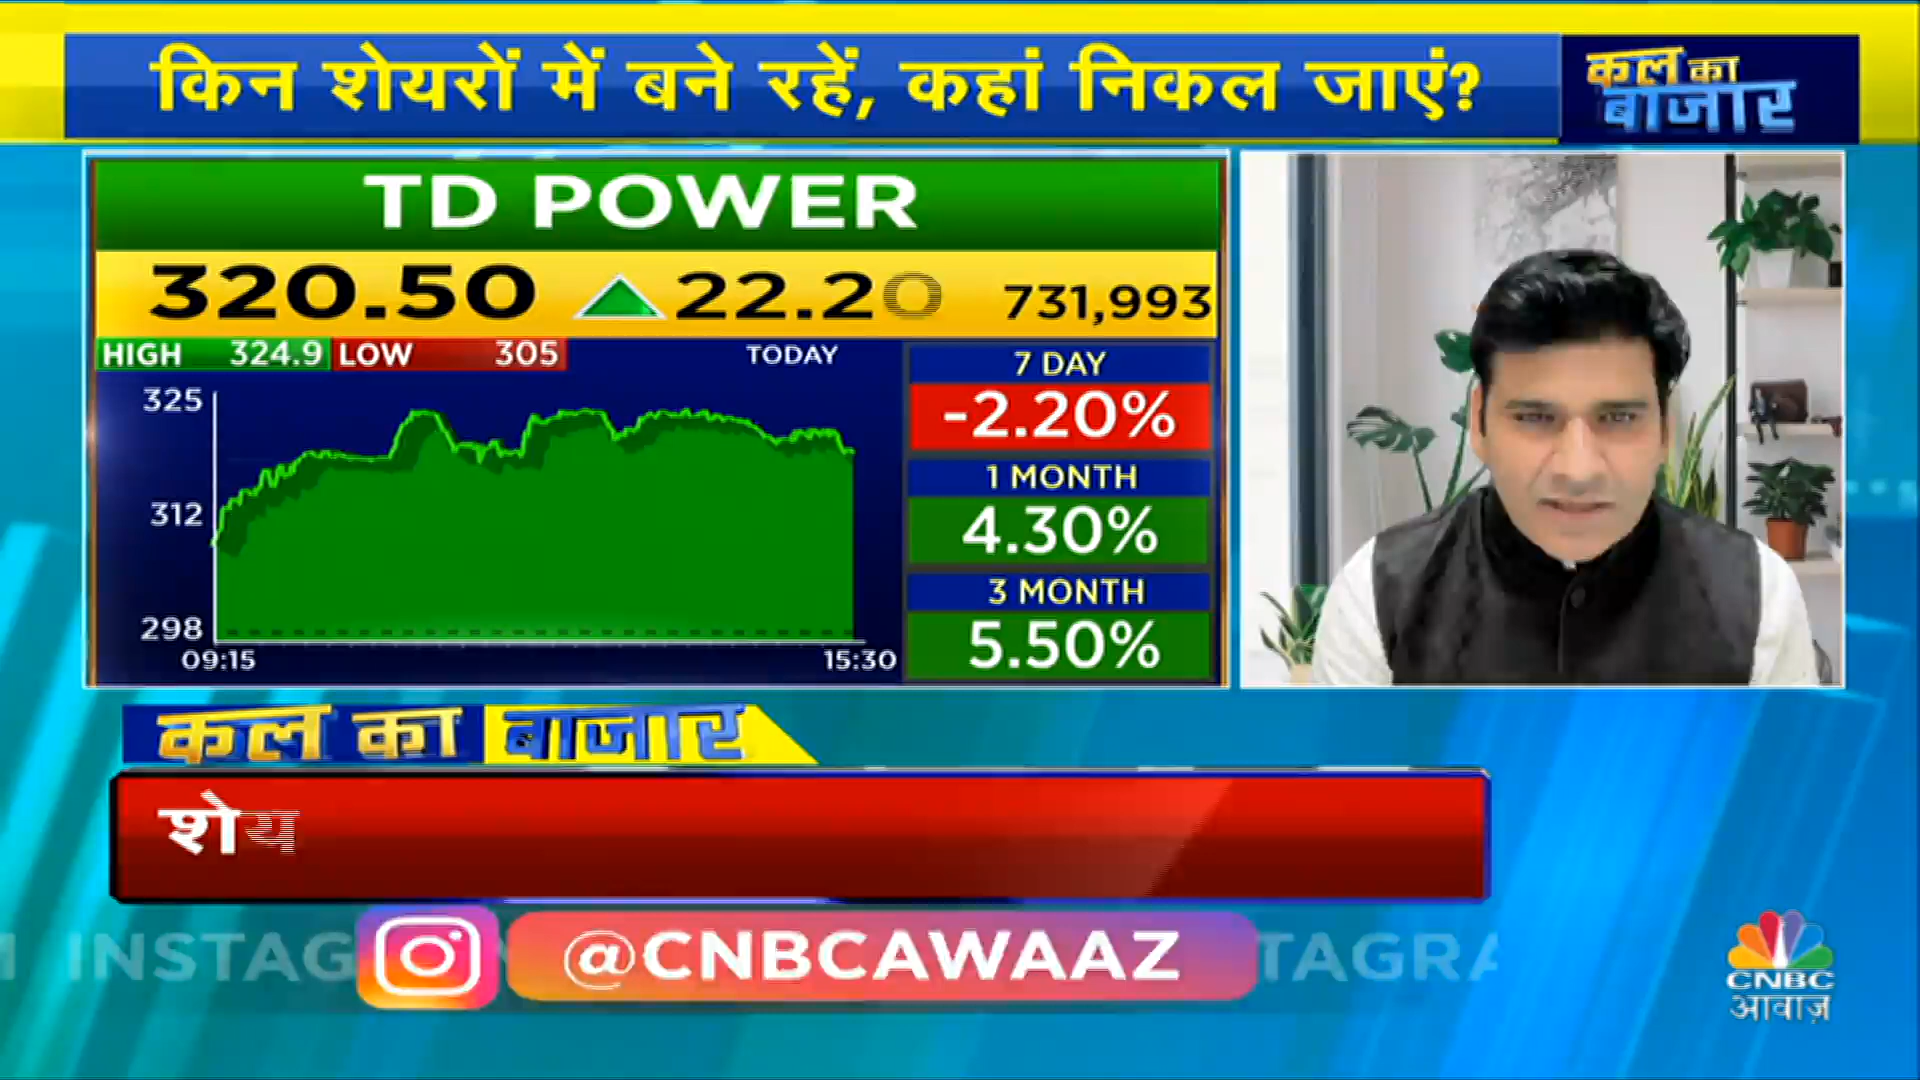 किन शेयरों में बने रहें, कहां निकल जाएं?
कल का
बाजार
TD POWER
320.50 22.20 731,993
HIGH 324.9 LOW 305 TODAY
325
312
298
09:15 15:30
7 DAY
-2.20%
1 MONTH
4.30%
3 MONTH
5.50%
कल का बाजार
शेय
INSTAG
@CNBCAWAAZ
TAGRA
CNBC
आवाज़